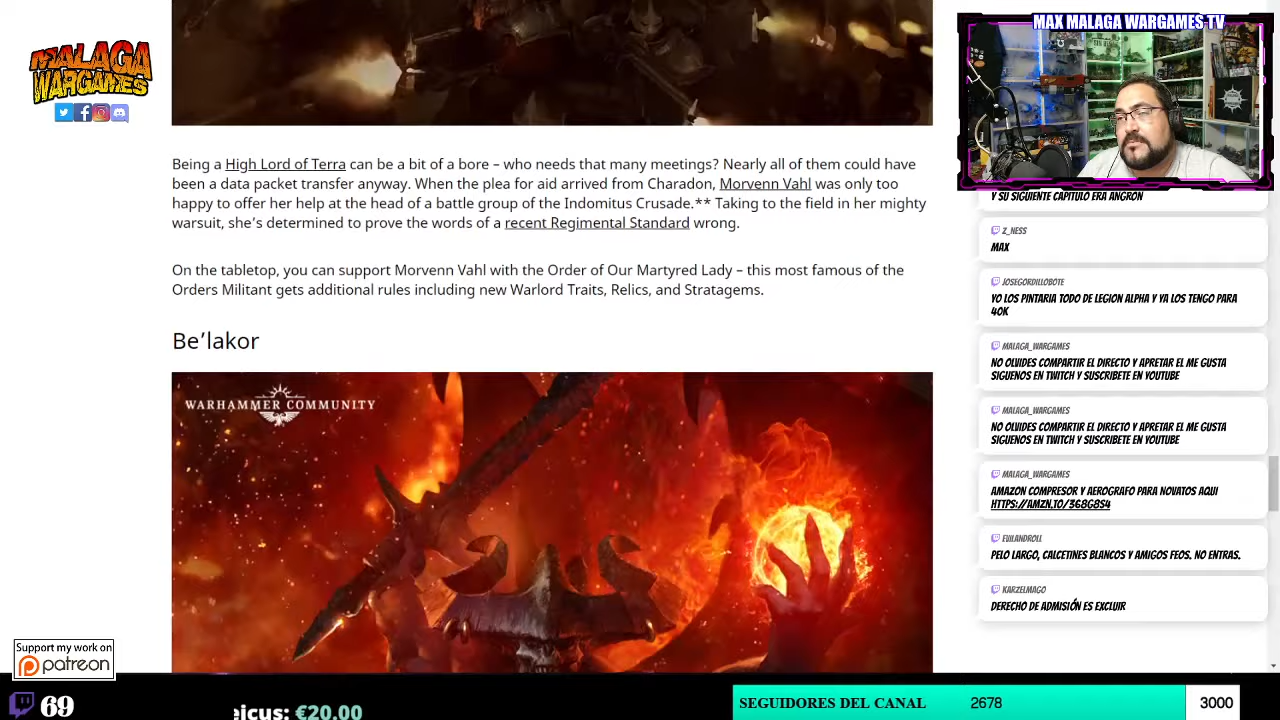 MALAGA
WARGAMES
Being a High Lord of Terra can be a bit of a bore – who needs that many meetings? Nearly all of them could have
been a data packet transfer anyway. When the plea for aid arrived from Charadon, Morvenn Vahl was only too
happy to offer her help at the head of a battle group of the Indomitus Crusade.** Taking to the field in her mighty
warsuit, she’s determined to prove the words of a recent Regimental Standard wrong.
On the tabletop, you can support Morvenn Vahl with the Order of Our Martyred Lady – this most famous of the
Orders Militant gets additional rules including new Warlord Traits, Relics, and Stratagems.
Be’lakor
WARHAMMER COMMUNITY
MAX MALAGA WARGAMES TV
Y SU SIGUIENTE CAPITULO ERA ANGRON
Z_NESS
MAX
JOSEGORDILLOBOTE
YO LOS PINTARIA TODO DE LEGION ALPHA Y YA LOS TENGO PARA
40K
MALAGA_WARGAMES
NO OLVIDES COMPARTIR EL DIRECTO Y APRETAR EL ME GUSTA
SIGUENOS EN TWITCH Y SUSCRIBETE EN YOUTUBE
MALAGA_WARGAMES
NO OLVIDES COMPARTIR EL DIRECTO Y APRETAR EL ME GUSTA
SIGUENOS EN TWITCH Y SUSCRIBETE EN YOUTUBE
MALAGA_WARGAMES
AMAZON COMPRESOR Y AEROGRAFO PARA NOVATOS AQUI
HTTPS://AMZN.TO/368G8S4
EVILANDROLL
PELO LARGO, CALCETINES BLANCOS Y AMIGOS FEOS. NO ENTRAS.
KARZELMAGO
DERECHO DE ADMISIÓN ES EXCLUIR
Support my work on
patreon
69
eicus: €20.00
SEGUIDORES DEL CANAL 2678 3000